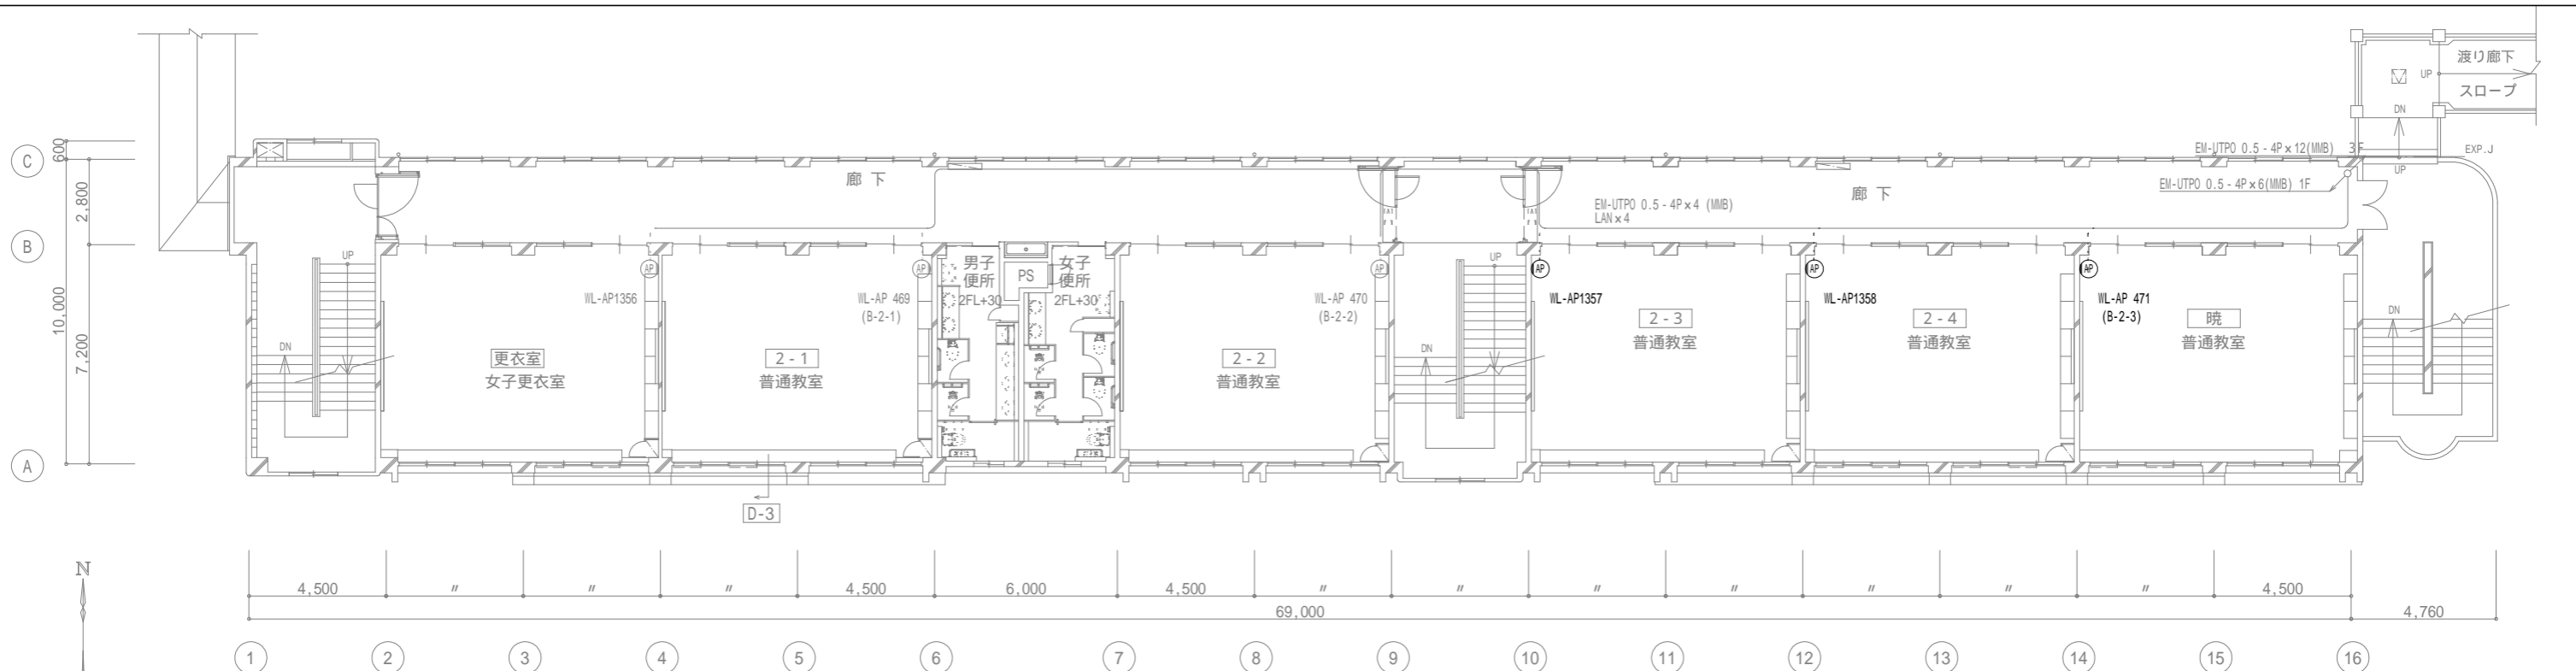 渡り廊下
UP
スロープ
DN
C
600
EM-UTPO 0.5 - 4P×12(MMB) 3F
EXP.J
UP
EM-UTPO 0.5 - 4P×6(MMB) 1F
廊 下
廊 下
2,800
EM-UTPO 0.5 - 4P×4 (MMB)
LAN×4
B
UP
男子
便所
2FL+30
PS
女子
便所
2FL+30
UP
AP
AP
AP
AP
AP
AP
WL-AP1356
WL-AP 469
(B-2-1)
WL-AP 470
(B-2-2)
WL-AP1357
WL-AP1358
WL-AP 471
(B-2-3)
10,000
7,200
DN
更衣室
女子更衣室
2 - 1
普通教室
2 - 2
普通教室
DN
2 - 3
普通教室
2 - 4
普通教室
暁
普通教室
DN
A
D-3
N
4,500 〃 〃 〃 4,500 6,000 4,500 〃 〃 〃 〃 〃 〃 〃 4,500
69,000 4,760
1 2 3 4 5 6 7 8 9 10 11 12 13 14 15 16